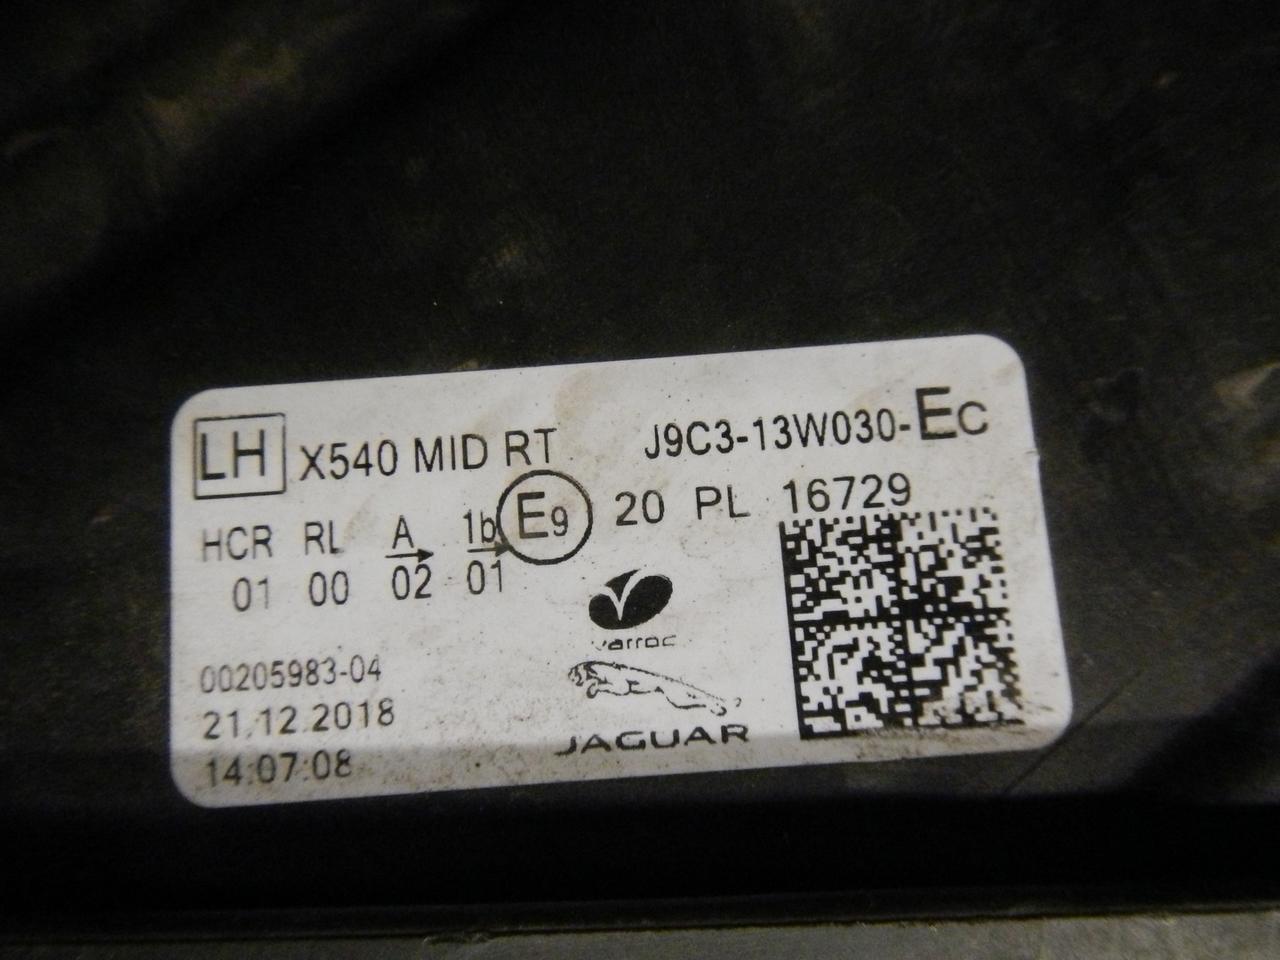 LH X540 MID RT J9C3-13W030-EC
HCR RL A 1b E9 20 PL 16729
01 00 02 01
varroc
00205983-04
21.12.2018
JAGUAR
14:07:08